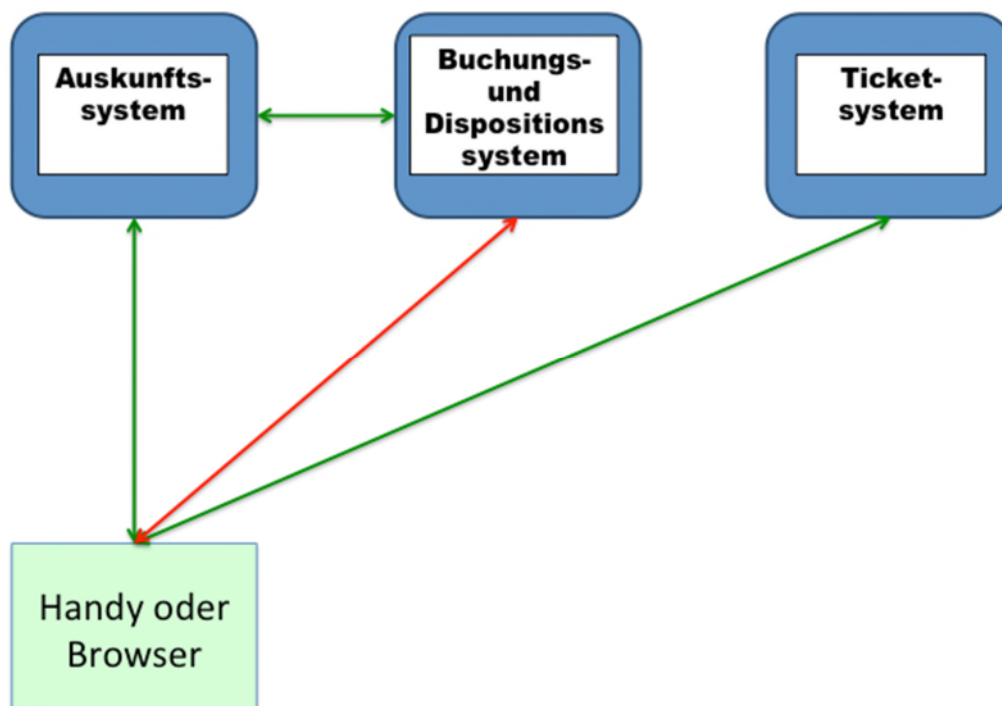 Auskunfts-
system
Buchungs-
und
Dispositions
system
Ticket-
system
Handy oder
Browser